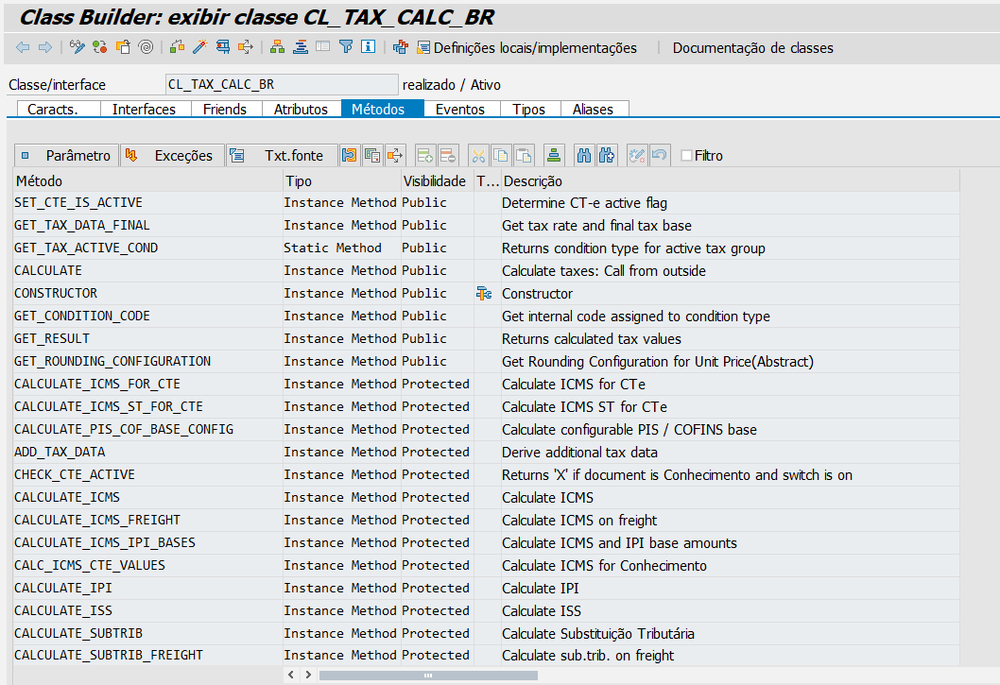 Class Builder: exibir classe CL_TAX_CALC_BR
Definições locais/implementações Documentação de classes
Classe/interface CL_TAX_CALC_BR realizado / Ativo
Caracts. Interfaces Friends Atributos Métodos Eventos Tipos Aliases
Parâmetro Exceções Txt.fonte Filtro
Método Tipo Visibilidade T... Descrição
SET_CTE_IS_ACTIVE Instance Method Public Determine CT-e active flag
GET_TAX_DATA_FINAL Instance Method Public Get tax rate and final tax base
GET_TAX_ACTIVE_COND Static Method Public Returns condition type for active tax group
CALCULATE Instance Method Public Calculate taxes: Call from outside
CONSTRUCTOR Instance Method Public Constructor
GET_CONDITION_CODE Instance Method Public Get internal code assigned to condition type
GET_RESULT Instance Method Public Returns calculated tax values
GET_ROUNDING_CONFIGURATION Instance Method Public Get Rounding Configuration for Unit Price(Abstract)
CALCULATE_ICMS_FOR_CTE Instance Method Protected Calculate ICMS for CTe
CALCULATE_ICMS_ST_FOR_CTE Instance Method Protected Calculate ICMS ST for CTe
CALCULATE_PIS_COF_BASE_CONFIG Instance Method Protected Calculate configurable PIS / COFINS base
ADD_TAX_DATA Instance Method Protected Derive additional tax data
CHECK_CTE_ACTIVE Instance Method Protected Returns 'X' if document is Conhecimento and switch is on
CALCULATE_ICMS Instance Method Protected Calculate ICMS
CALCULATE_ICMS_FREIGHT Instance Method Protected Calculate ICMS on freight
CALCULATE_ICMS_IPI_BASES Instance Method Protected Calculate ICMS and IPI base amounts
CALC_ICMS_CTE_VALUES Instance Method Protected Calculate ICMS for Conhecimento
CALCULATE_IPI Instance Method Protected Calculate IPI
CALCULATE_ISS Instance Method Protected Calculate ISS
CALCULATE_SUBTRIB Instance Method Protected Calculate Substituição Tributária
CALCULATE_SUBTRIB_FREIGHT Instance Method Protected Calculate sub.trib. on freight